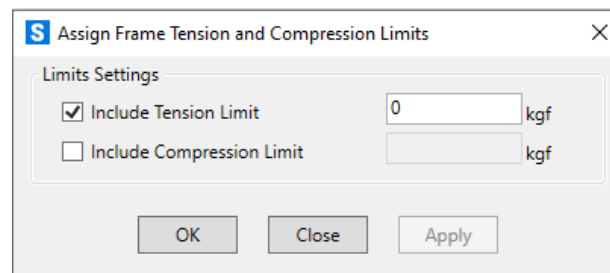 S Assign Frame Tension and Compression Limits
Limits Settings
Include Tension Limit 0 kgf
Include Compression Limit kgf
OK Close Apply